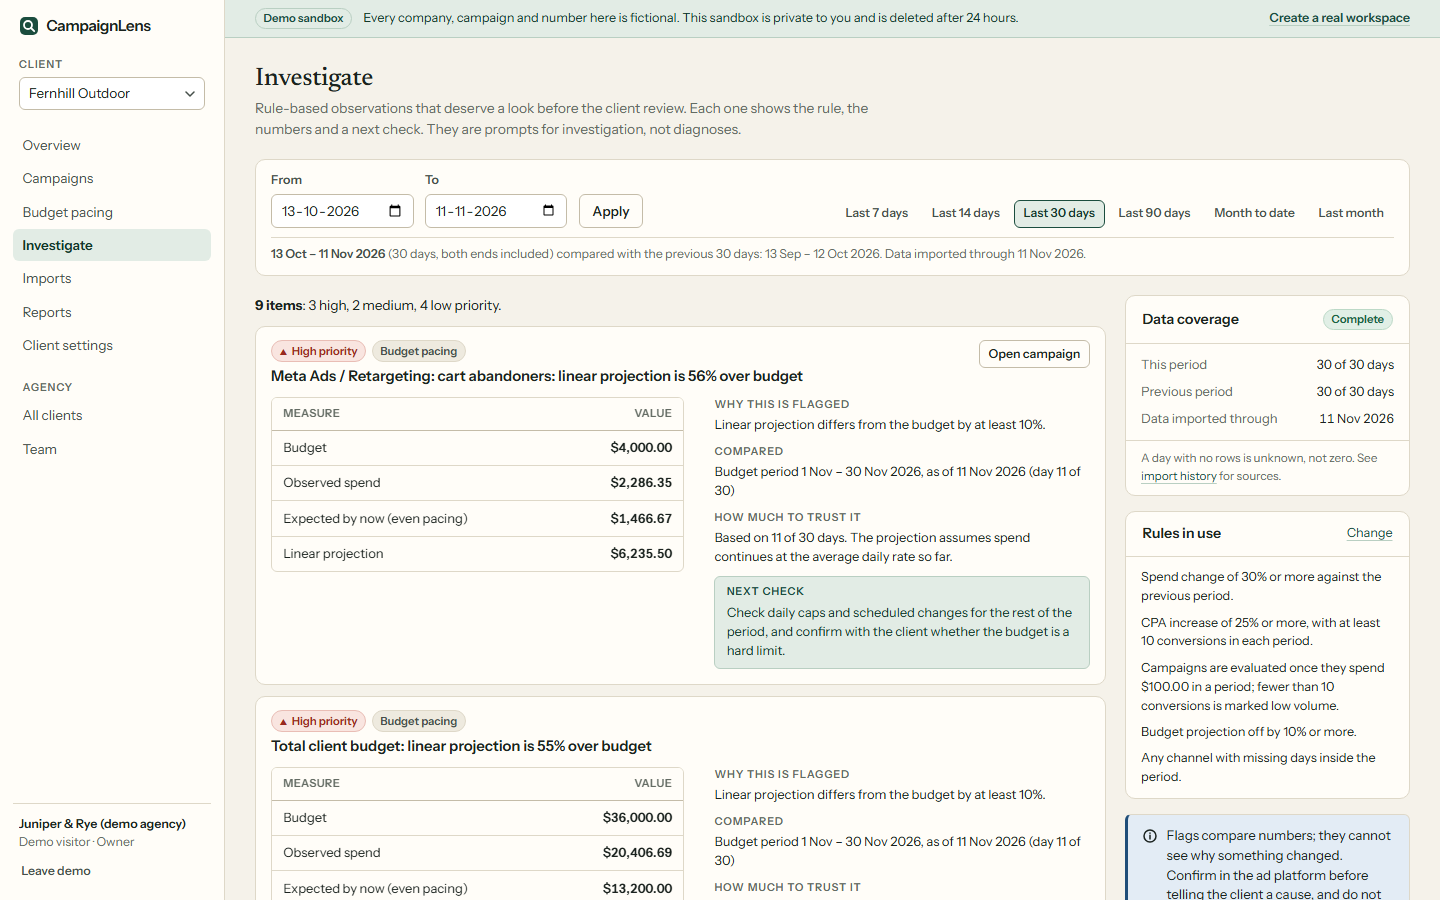 CampaignLens
CLIENT
Fernhill Outdoor
Overview
Campaigns
Budget pacing
Investigate
Imports
Reports
Client settings
AGENCY
All clients
Team
Juniper & Rye (demo agency)
Demo visitor · Owner
Leave demo
Demo sandbox
Every company, campaign and number here is fictional. This sandbox is private to you and is deleted after 24 hours.
Create a real workspace
Investigate
Rule-based observations that deserve a look before the client review. Each one shows the rule, the
numbers and a next check. They are prompts for investigation, not diagnoses.
From
To
13-10-2026
11-11-2026
Apply
Last 7 days
Last 14 days
Last 30 days
Last 90 days
Month to date
Last month
13 Oct – 11 Nov 2026 (30 days, both ends included) compared with the previous 30 days: 13 Sep – 12 Oct 2026. Data imported through 11 Nov 2026.
9 items: 3 high, 2 medium, 4 low priority.
▲ High priority
Budget pacing
Open campaign
Meta Ads / Retargeting: cart abandoners: linear projection is 56% over budget
MEASURE VALUE
Budget $4,000.00
Observed spend $2,286.35
Expected by now (even pacing) $1,466.67
Linear projection $6,235.50
WHY THIS IS FLAGGED
Linear projection differs from the budget by at least 10%.
COMPARED
Budget period 1 Nov – 30 Nov 2026, as of 11 Nov 2026 (day 11 of
30)
HOW MUCH TO TRUST IT
Based on 11 of 30 days. The projection assumes spend
continues at the average daily rate so far.
NEXT CHECK
Check daily caps and scheduled changes for the rest of the
period, and confirm with the client whether the budget is a
hard limit.
▲ High priority
Budget pacing
Total client budget: linear projection is 55% over budget
MEASURE VALUE
Budget $36,000.00
Observed spend $20,406.69
Expected by now (even pacing) $13,200.00
WHY THIS IS FLAGGED
Linear projection differs from the budget by at least 10%.
COMPARED
Budget period 1 Nov – 30 Nov 2026, as of 11 Nov 2026 (day 11 of
30)
HOW MUCH TO TRUST IT
Data coverage
Complete
This period 30 of 30 days
Previous period 30 of 30 days
Data imported through 11 Nov 2026
A day with no rows is unknown, not zero. See
import history for sources.
Rules in use
Change
Spend change of 30% or more against the
previous period.
CPA increase of 25% or more, with at least
10 conversions in each period.
Campaigns are evaluated once they spend
$100.00 in a period; fewer than 10
conversions is marked low volume.
Budget projection off by 10% or more.
Any channel with missing days inside the
period.
Flags compare numbers; they cannot
see why something changed.
Confirm in the ad platform before
telling the client a cause, and do not